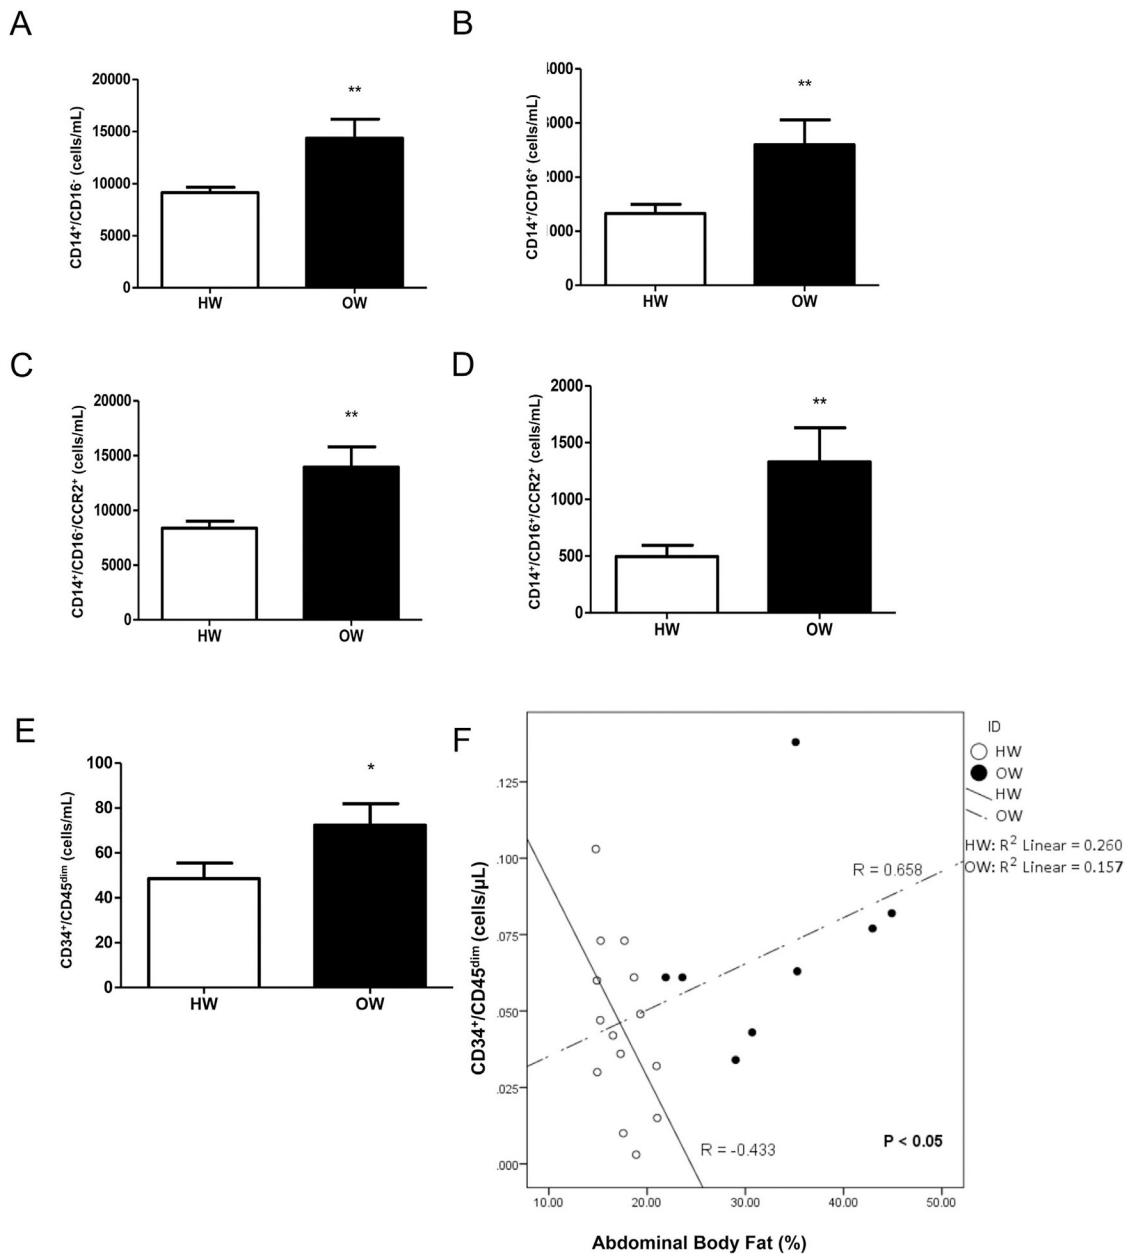 A
CD14⁺/CD16⁻ (cells/mL)
20000
15000
10000
5000
0
**
HW
OW
B
CD14⁺/CD16⁺ (cells/mL)
4000
3000
2000
1000
0
**
HW
OW
C
CD14⁺/CD16⁻/CCR2⁺ (cells/mL)
20000
15000
10000
5000
0
**
HW
OW
D
CD14⁺/CD16⁺/CCR2⁺ (cells/mL)
2000
1500
1000
500
0
**
HW
OW
E
CD34⁺/CD45ᵈⁱᵐ (cells/mL)
100
80
60
40
20
0
*
HW
OW
F
CD34⁺/CD45ᵈⁱᵐ (cells/µL)
.125
.100
.075
.050
.025
.000
ID
HW
OW
HW
OW
HW: R² Linear = 0.260
OW: R² Linear = 0.157
R = 0.658
R = -0.433
P < 0.05
10.00
20.00
30.00
40.00
50.00
Abdominal Body Fat (%)